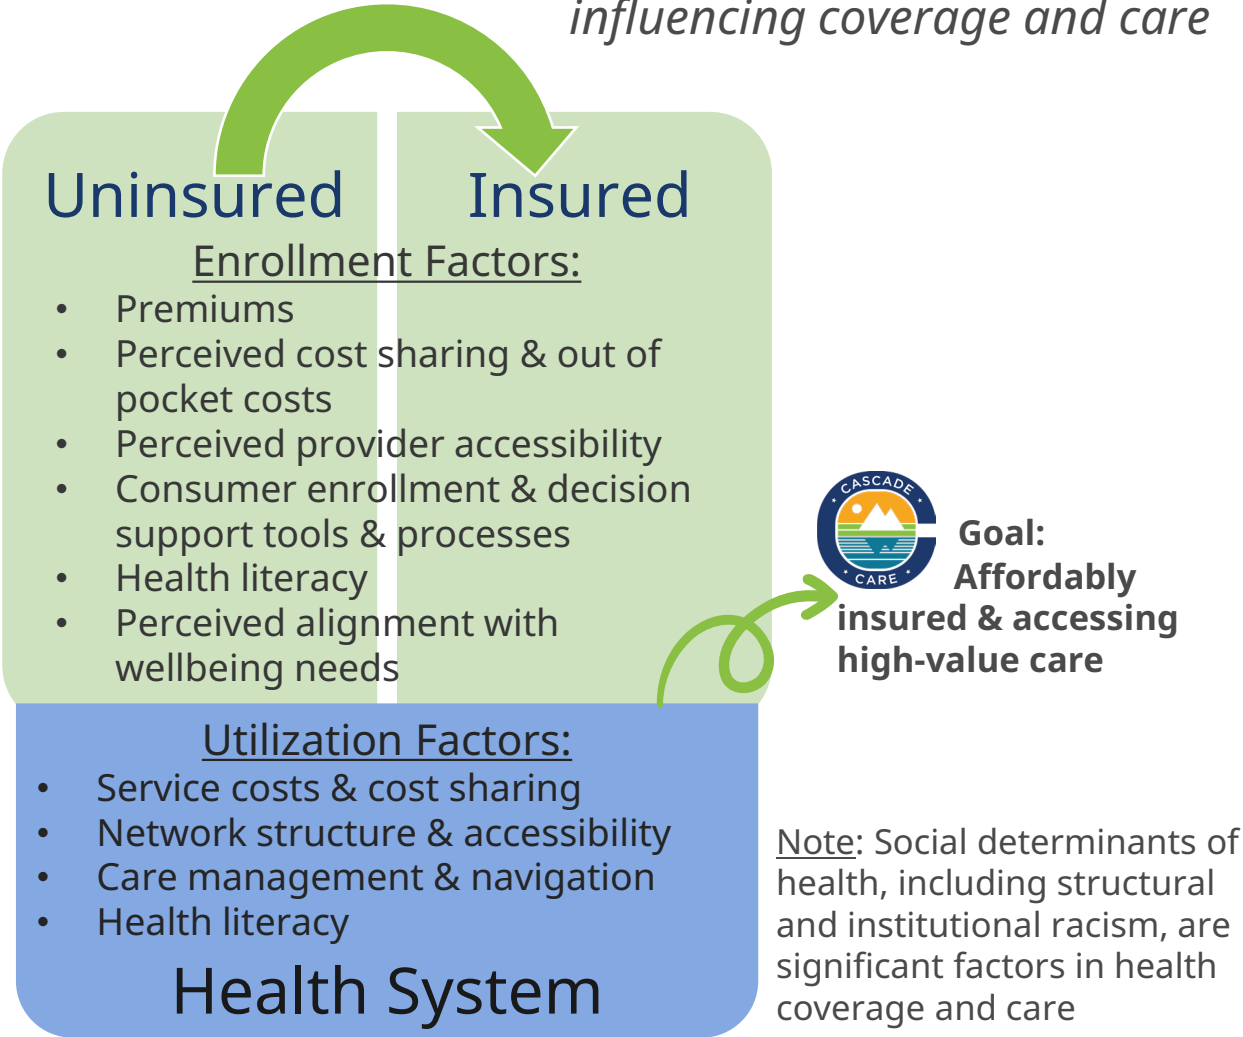 influencing coverage and care
Uninsured
Insured
Enrollment Factors:
• Premiums
• Perceived cost sharing & out of
pocket costs
• Perceived provider accessibility
• Consumer enrollment & decision
support tools & processes
• Health literacy
• Perceived alignment with
wellbeing needs
CASCADE
CARE
Goal:
Affordably
insured & accessing
high-value care
Utilization Factors:
• Service costs & cost sharing
• Network structure & accessibility
• Care management & navigation
• Health literacy
Health System
Note: Social determinants of
health, including structural
and institutional racism, are
significant factors in health
coverage and care